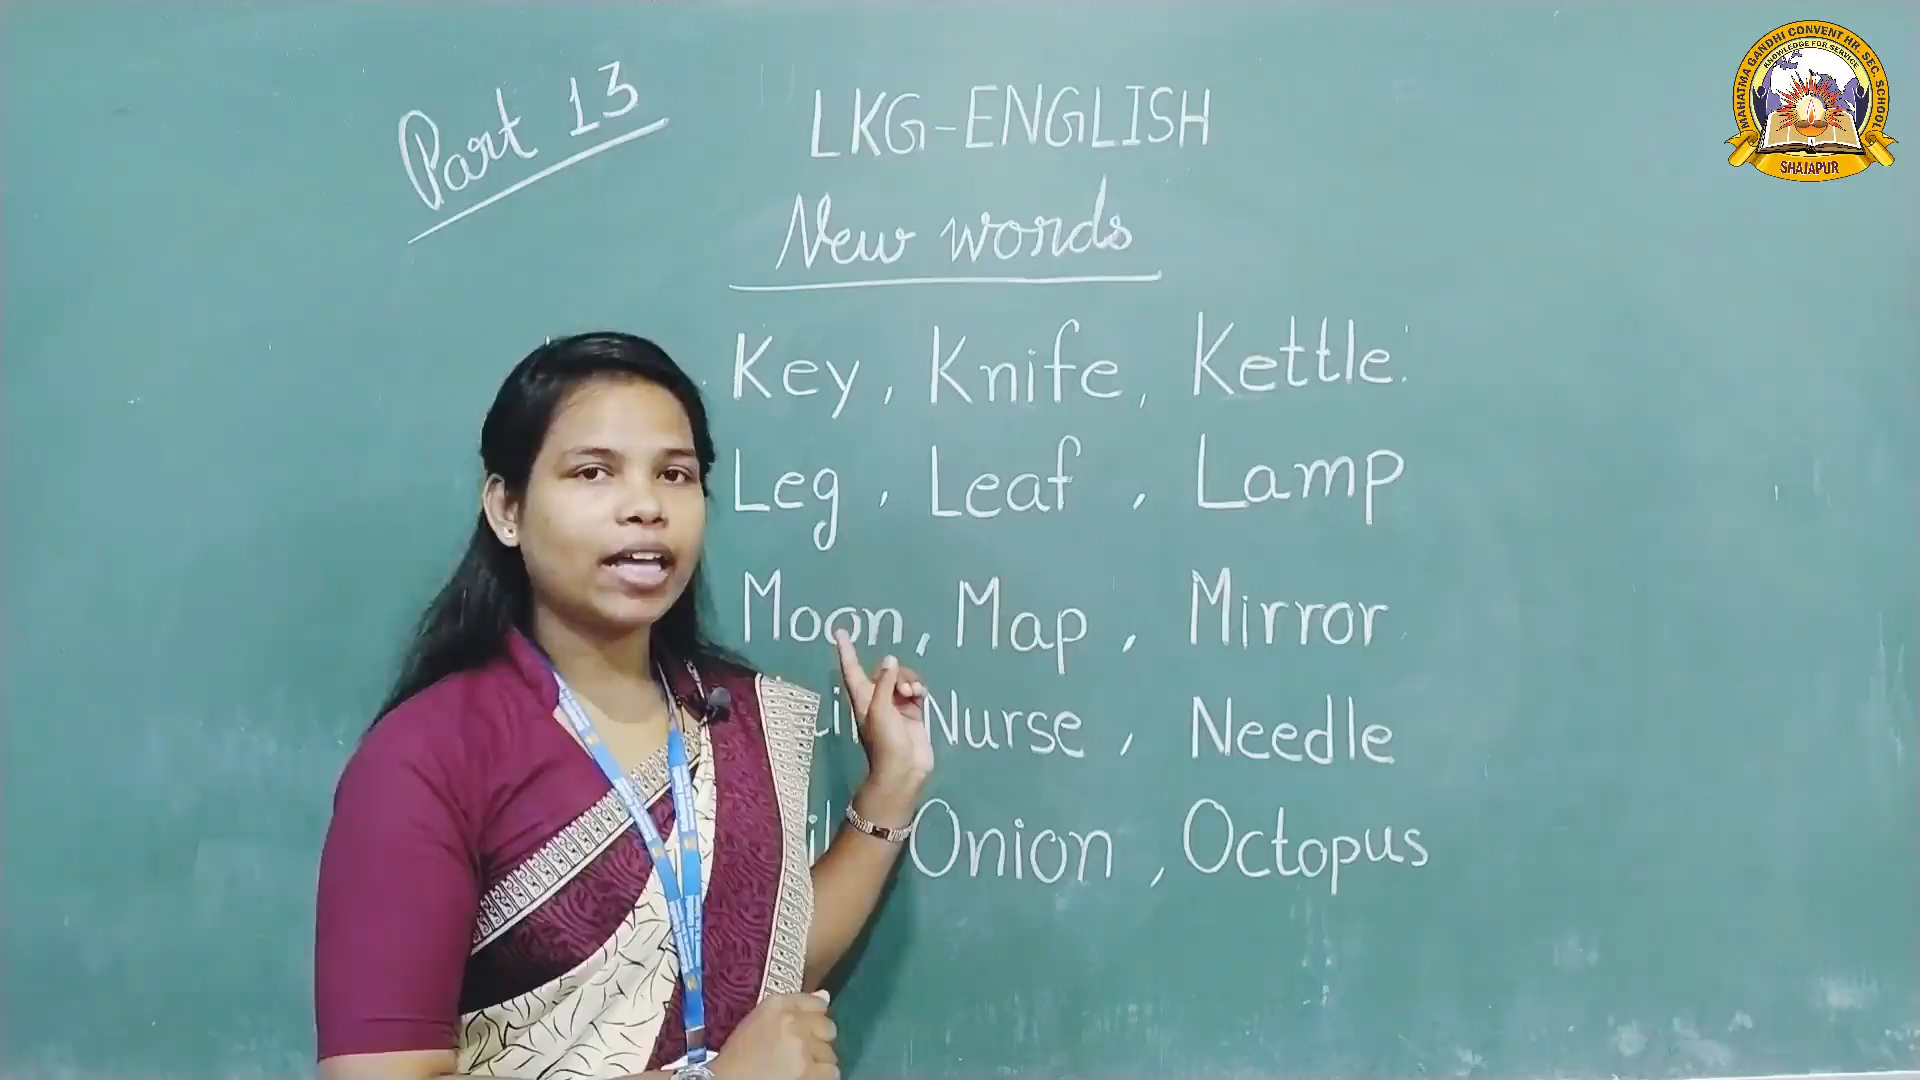 Part 13
LKG-ENGLISH
New words
Key, Knife, Kettle.
Leg, Leaf, Lamp
Moon, Map, Mirror
Nurse, Needle
Onion, Octopus
MAHATMA GANDHI CONVENT HR. SEC. SCHOOL
KNOWLEDGE FOR SERVICE
SHAJAPUR